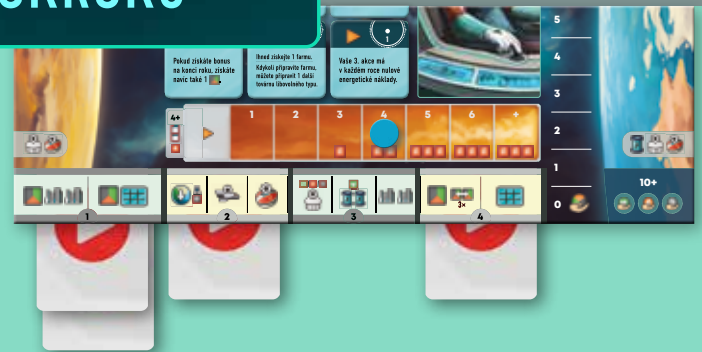 Pokud získáte bonus
na konci roku, získáte
navíc také 1
Ihned získejte 1 farmu.
Kdykoli připravíte farmu,
můžete připravit 1 další
továrnu libovolného typu.
1
Vaše 3. akce má
v každém roce nulové
energetické náklady.
5
4
3
2
1
0
4+
1 2 3 4 5 6 +
10+
3×
1 2 3 4